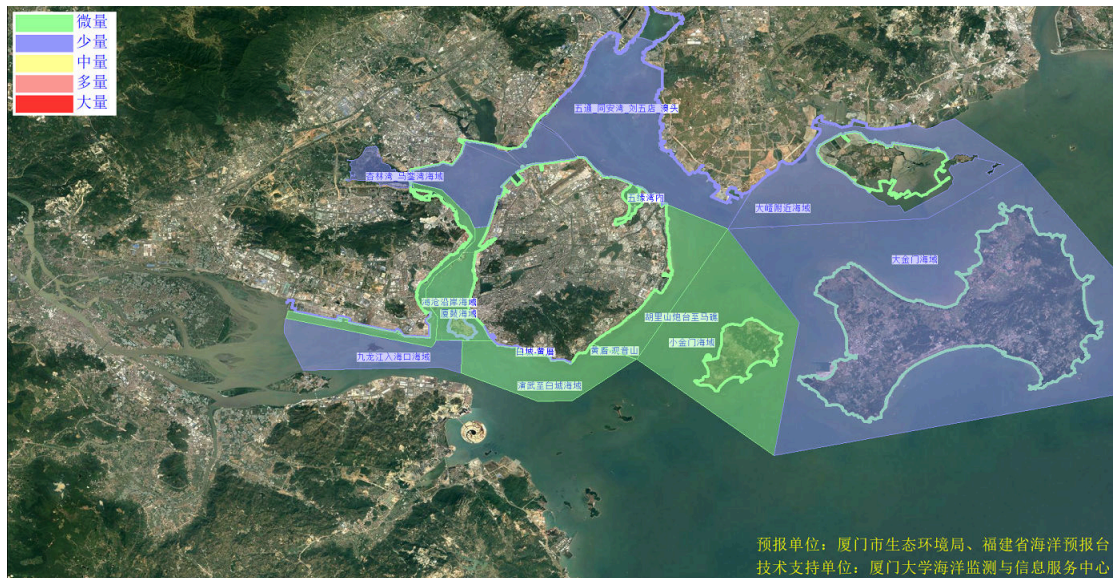 微量
少量
中量
多量
大量
五通 同安湾 刘五店 澳头
杏林湾 马銮湾海域
五缘湾内
大嶝附近海域
大金门海域
海沧沿岸海域
厦鼓海域
胡里山炮台至马礁
小金门海域
九龙江入海口海域
白城-黄厝
黄厝-观音山
演武至白城海域
预报单位：厦门市生态环境局、福建省海洋预报台
技术支持单位：厦门大学海洋监测与信息服务中心